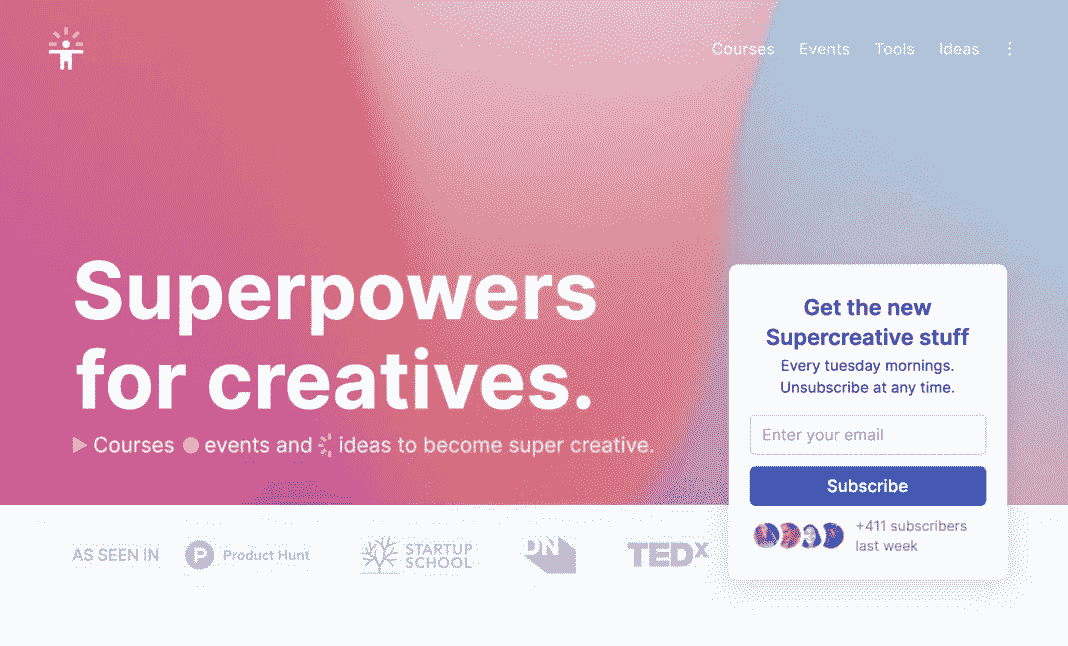 Courses Events Tools Ideas
Superpowers
for creatives.
Courses events and ideas to become super creative.
Get the new
Supercreative stuff
Every tuesday mornings.
Unsubscribe at any time.
Enter your email
Subscribe
+411 subscribers
last week
AS SEEN IN
P Product Hunt
STARTUP
SCHOOL
DN
TEDx